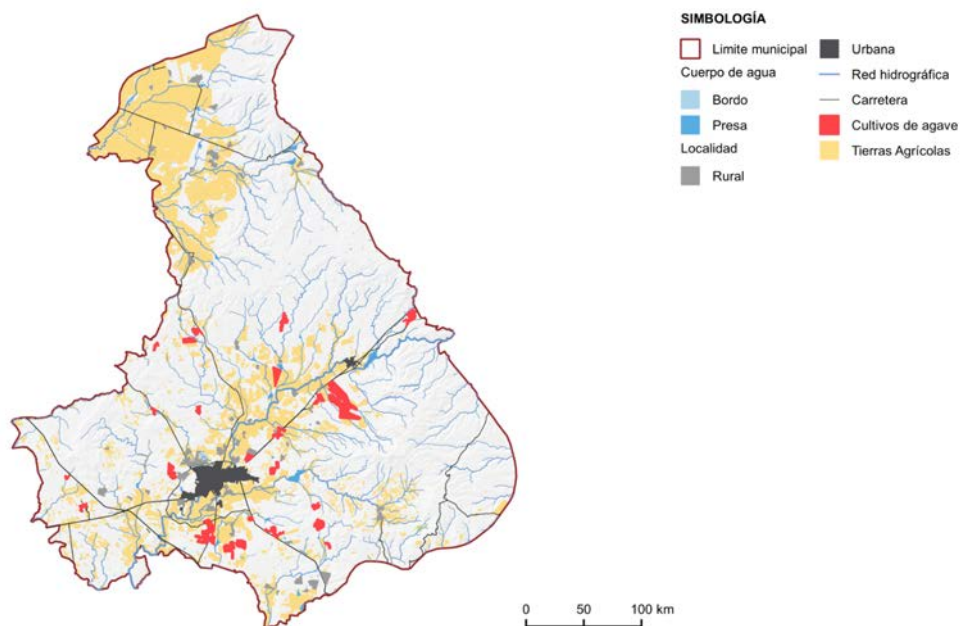 SIMBOLOGÍA
Limite municipal
Cuerpo de agua
Bordo
Presa
Localidad
Rural
Urbana
Red hidrográfica
Carretera
Cultivos de agave
Tierras Agrícolas
0 50 100 km